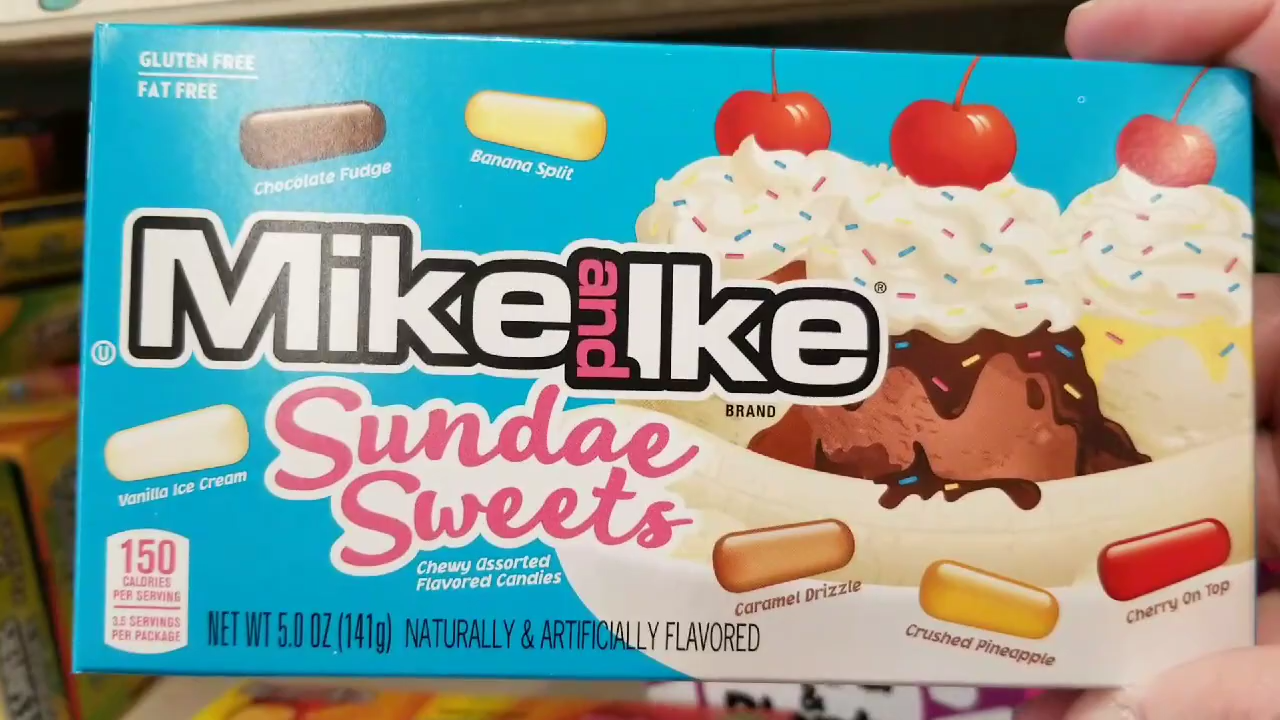 GLUTEN FREE
FAT FREE
Chocolate Fudge
Banana Split
Mike and Ike ®
BRAND
Ⓤ
Sundae
Sweets
Vanilla Ice Cream
Chewy Assorted
Flavored Candies
150
CALORIES
PER SERVING
3.5 SERVINGS
PER PACKAGE
Caramel Drizzle
Crushed Pineapple
Cherry On Top
NET WT 5.0 OZ (141g) NATURALLY & ARTIFICIALLY FLAVORED
&